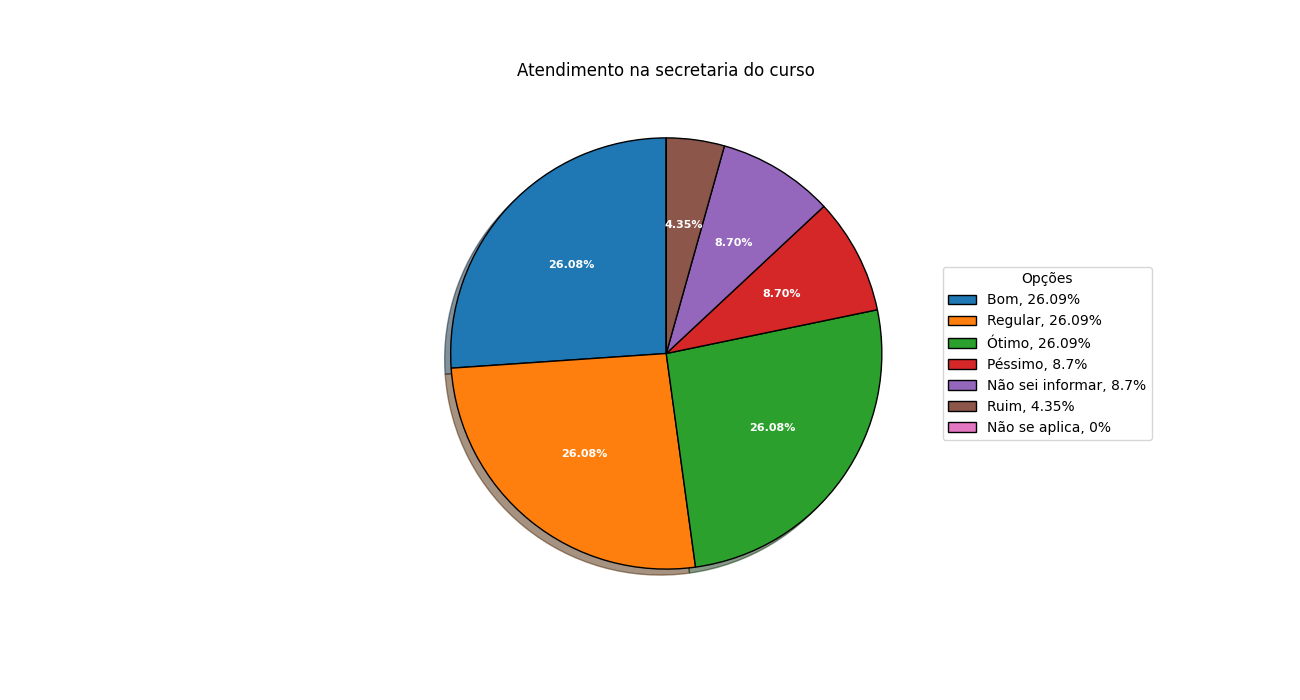 Atendimento na secretaria do curso
4.35%
8.70%
26.08%
8.70%
26.08%
26.08%
Opções
Bom, 26.09%
Regular, 26.09%
Ótimo, 26.09%
Péssimo, 8.7%
Não sei informar, 8.7%
Ruim, 4.35%
Não se aplica, 0%